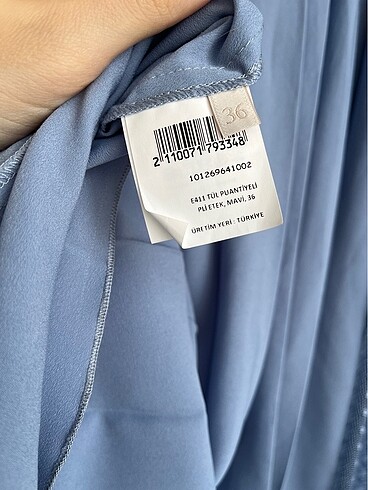 36
2 110071 793348
101269641002
E411 TÜL PUANTİYELİ
PLİ ETEK, MAVİ, 36
ÜRETİM YERİ : TÜRKİYE